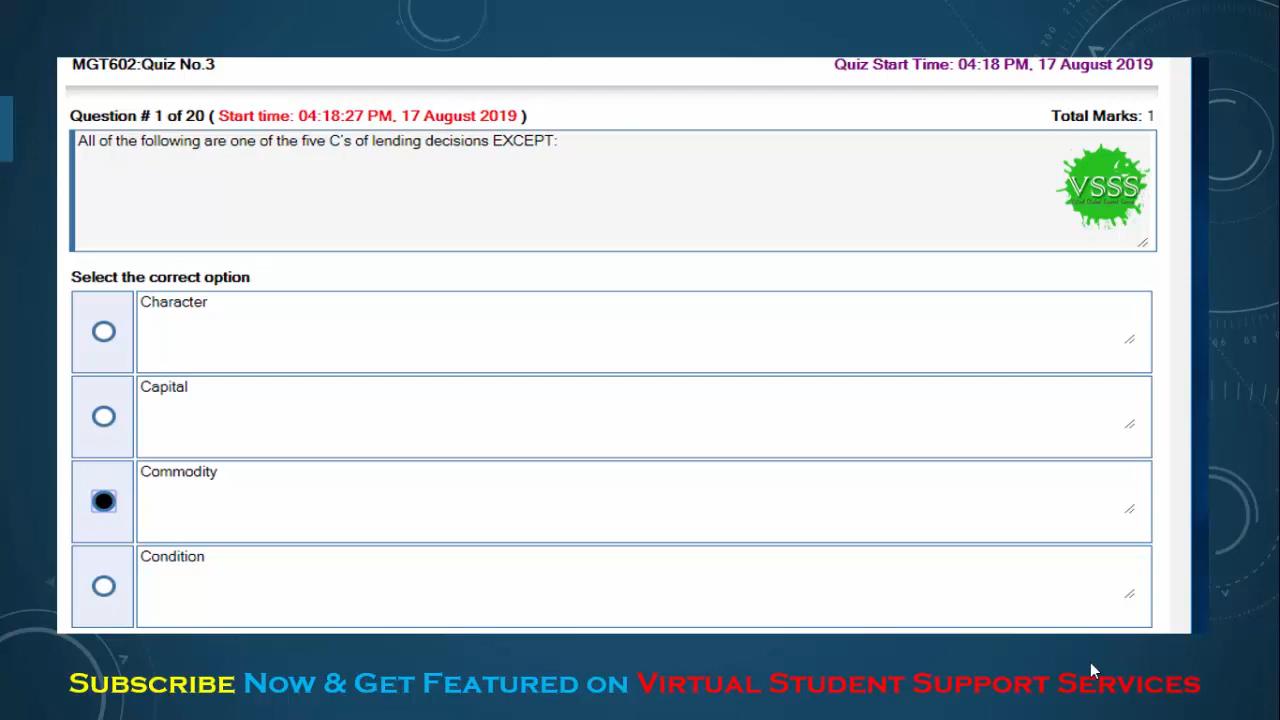 MGT602:Quiz No.3 Quiz Start Time: 04:18 PM, 17 August 2019
Question # 1 of 20 ( Start time: 04:18:27 PM, 17 August 2019 ) Total Marks: 1
All of the following are one of the five C's of lending decisions EXCEPT:
VSSS
Select the correct option
Character
Capital
Commodity
Condition
Subscribe Now & Get Featured on Virtual Student Support Services